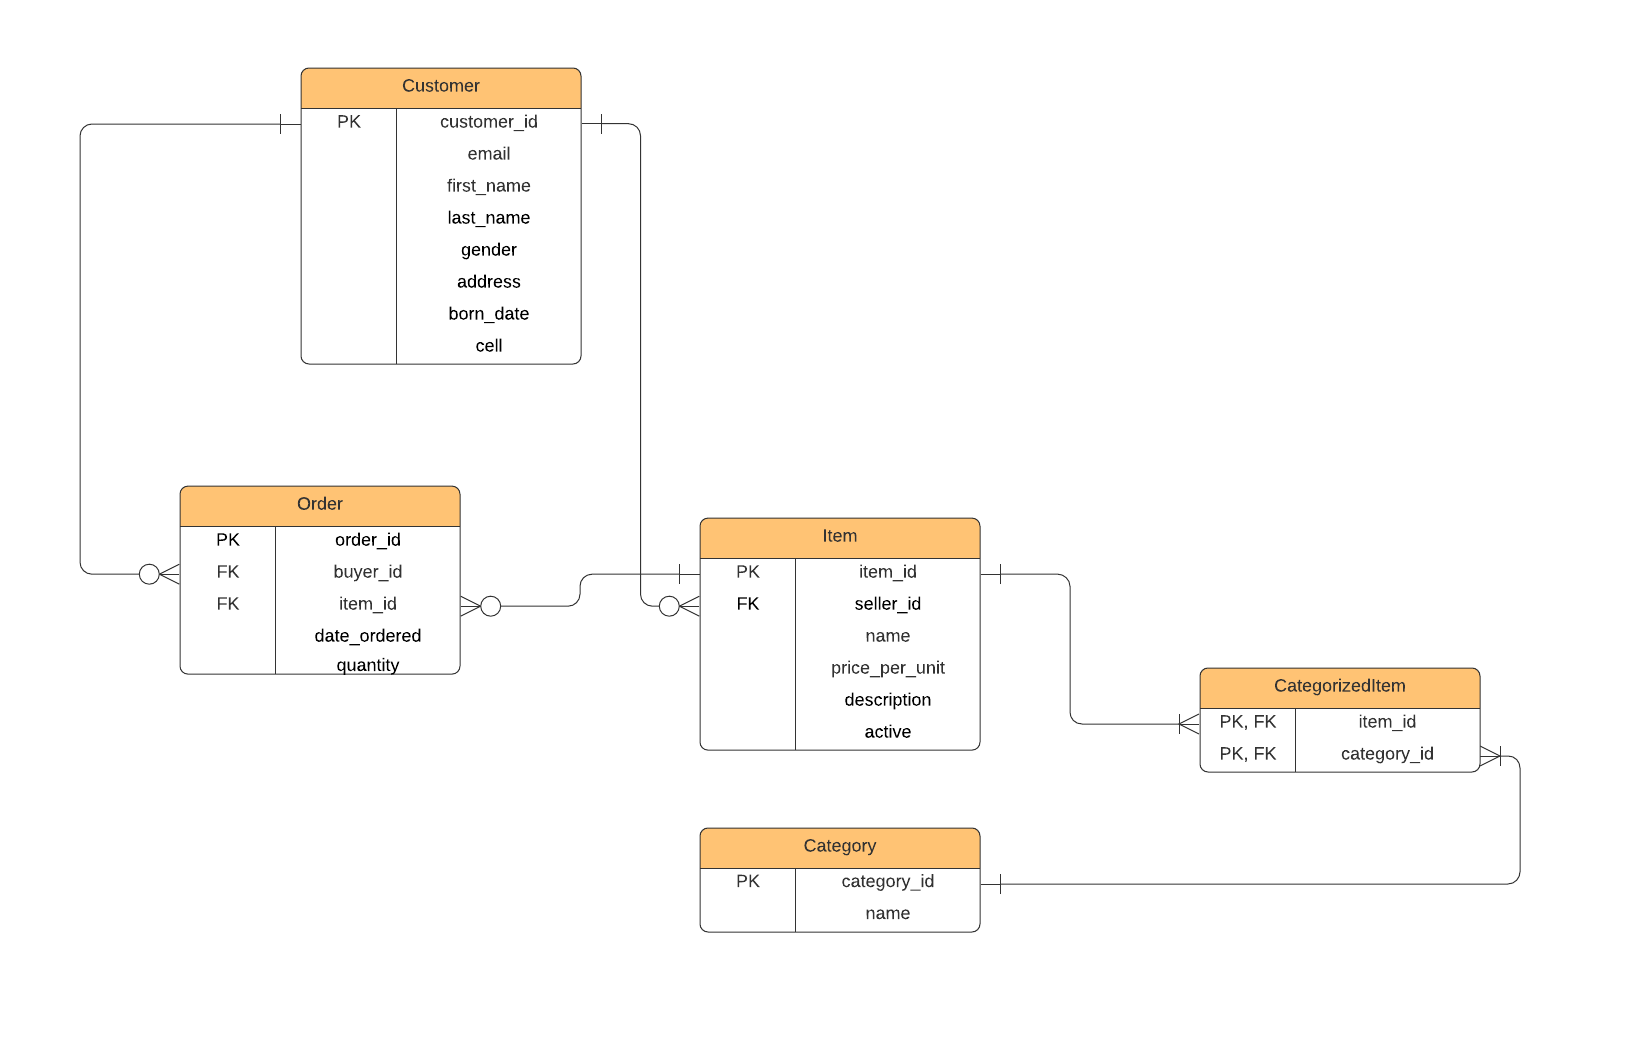 Customer
PK customer_id
email
first_name
last_name
gender
address
born_date
cell
Order
PK order_id
FK buyer_id
FK item_id
date_ordered
quantity
Item
PK item_id
FK seller_id
name
price_per_unit
description
active
CategorizedItem
PK, FK item_id
PK, FK category_id
Category
PK category_id
name